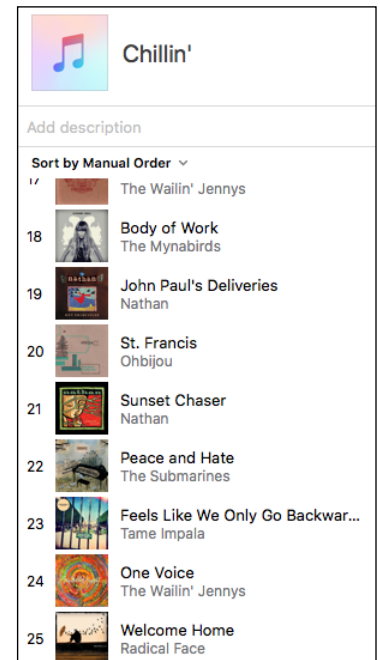 Chillin'
Add description
Sort by Manual Order
17
The Wailin' Jennys
18
Body of Work
The Mynabirds
19
John Paul's Deliveries
Nathan
20
St. Francis
Ohbijou
21
Sunset Chaser
Nathan
22
Peace and Hate
The Submarines
23
Feels Like We Only Go Backwar...
Tame Impala
24
One Voice
The Wailin' Jennys
25
Welcome Home
Radical Face